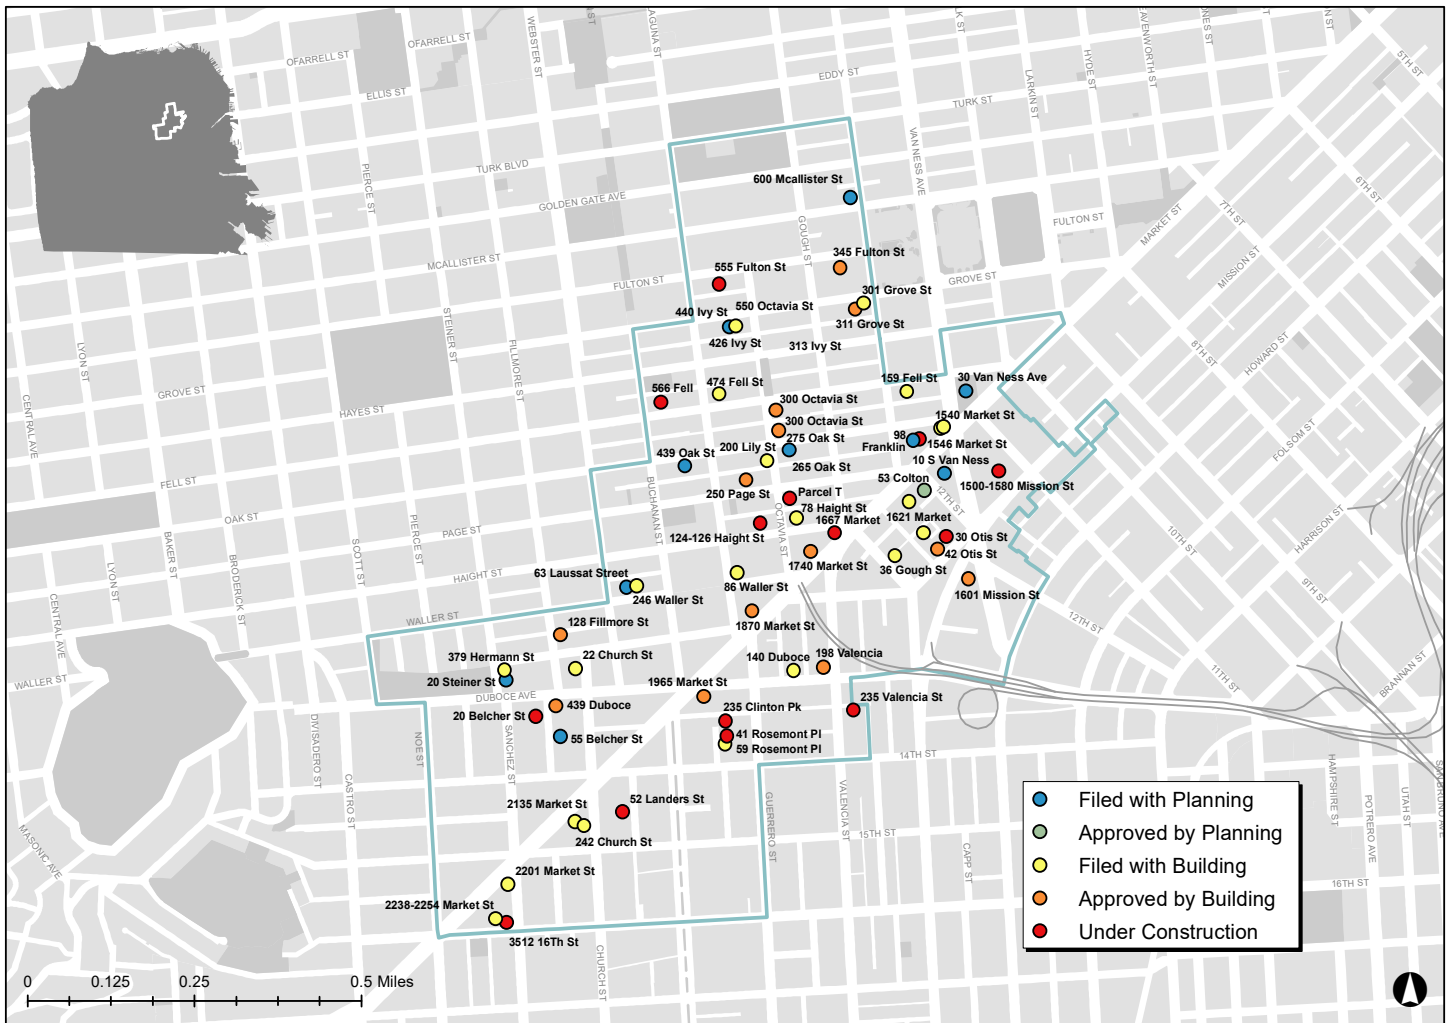 OFARRELL ST
OFARRELL ST
WEBSTER ST
LAGUNA ST
LARKIN ST
HYDE ST
5TH ST
ELLIS ST
EDDY ST
TURK ST
VAN NESS AVE
TURK BLVD
PIERCE ST
GOLDEN GATE AVE
600 Mcallister St
6TH ST
7TH ST
MARKET ST
FULTON ST
GOUGH ST
MCALLISTER ST
FULTON ST
555 Fulton St
345 Fulton St
GROVE ST
MISSION ST
301 Grove St
440 Ivy St
550 Octavia St
311 Grove St
426 Ivy St
313 Ivy St
STEINER ST
FILLMORE ST
LYON ST
8TH ST
HOWARD ST
GROVE ST
HAYES ST
CENTRAL AVE
566 Fell
474 Fell St
159 Fell St
30 Van Ness Ave
300 Octavia St
300 Octavia St
1540 Market St
98
Franklin
1546 Market St
275 Oak St
200 Lily St
439 Oak St
265 Oak St
10 S Van Ness
FOLSOM ST
FELL ST
250 Page St
53 Colton
1500-1580 Mission St
BUCHANAN ST
Parcel T
12TH ST
OAK ST
PAGE ST
78 Haight St
1621 Market
1667 Market
OCTAVIA ST
124-126 Haight St
30 Otis St
42 Otis St
HARRISON ST
10TH ST
PIERCE ST
SCOTT ST
BAKER ST
BRODERICK ST
LYON ST
HAIGHT ST
63 Laussat Street
1740 Market St
36 Gough St
86 Waller St
246 Waller St
1601 Mission St
9TH ST
CENTRAL AVE
WALLER ST
128 Fillmore St
1870 Market St
12TH ST
379 Hermann St
22 Church St
140 Duboce
198 Valencia
11TH ST
BRANNAN ST
WALLER ST
20 Steiner St
DUBOCE AVE
1965 Market St
439 Duboce
235 Valencia St
20 Belcher St
235 Clinton Pk
55 Belcher St
41 Rosemont Pl
59 Rosemont Pl
14TH ST
DIVISADERO ST
NOE ST
SANCHEZ ST
CASTRO ST
2135 Market St
52 Landers St
242 Church St
GUERRERO ST
VALENCIA ST
15TH ST
CAPP ST
HAMPSHIRE ST
POTRERO AVE
UTAH ST
MASONIC AVE
16TH ST
2201 Market St
2238-2254 Market St
3512 16Th St
CHURCH ST
Filed with Planning
Approved by Planning
Filed with Building
Approved by Building
Under Construction
0 0.125 0.25 0.5 Miles